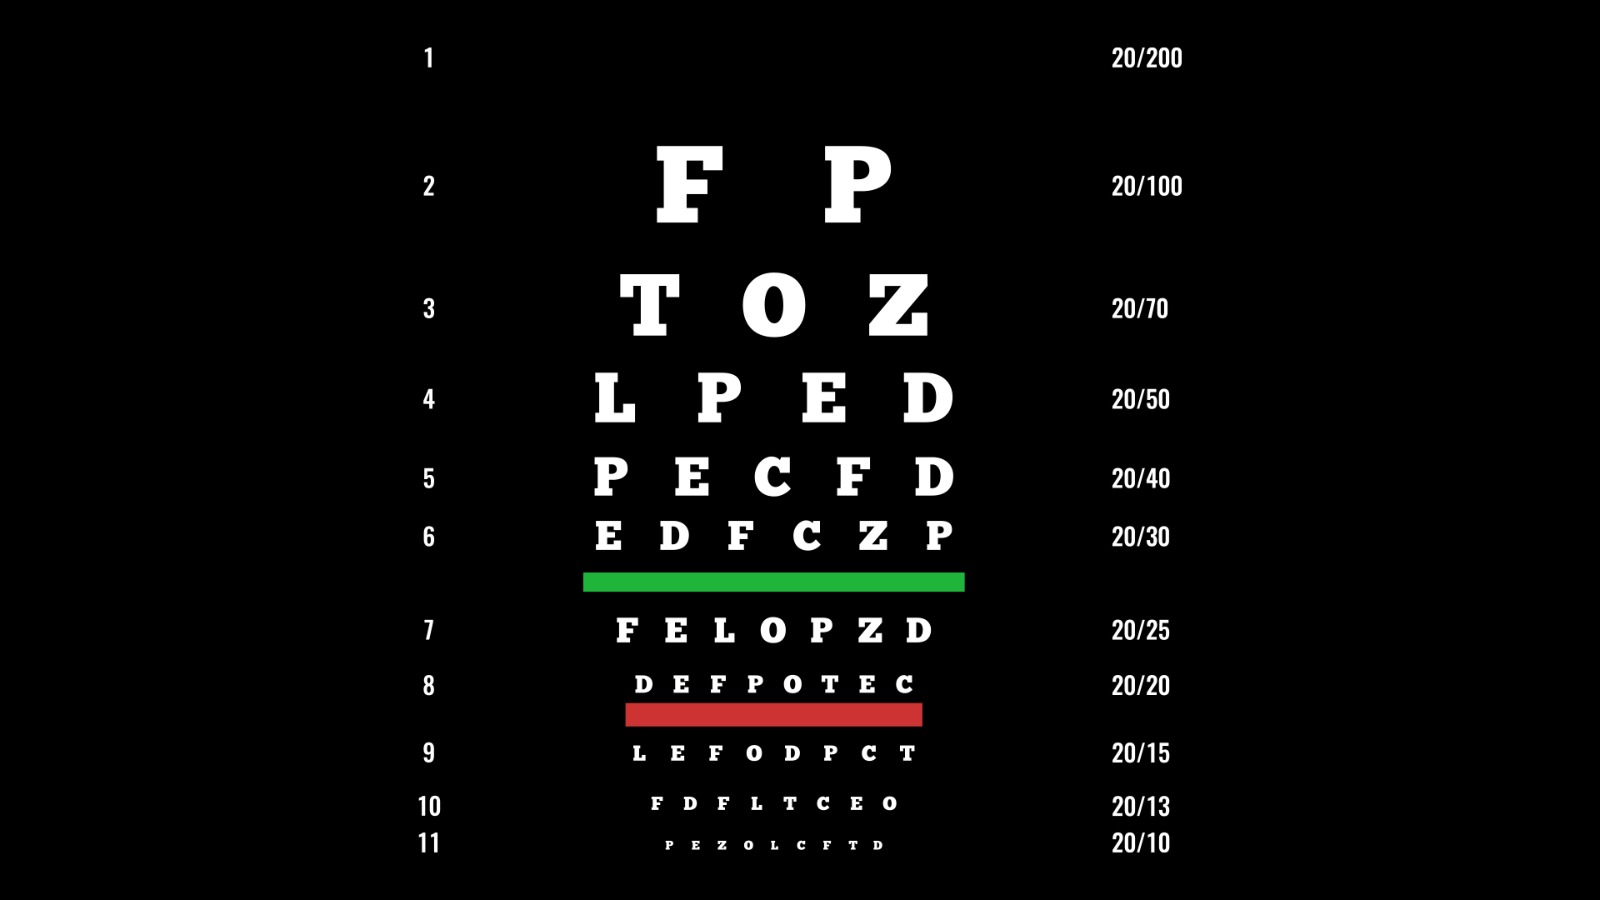 1 20/200
2 F P 20/100
3 T O Z 20/70
4 L P E D 20/50
5 P E C F D 20/40
6 E D F C Z P 20/30
7 F E L O P Z D 20/25
8 D E F P O T E C 20/20
9 L E F O D P C T 20/15
10 F D F L T C E O 20/13
11 P E Z O L C F T D 20/10